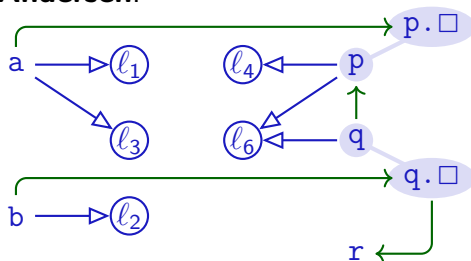 Andersen:
p.□
a ℓ1 ℓ4 p
ℓ3 ℓ6 q
q.□
b ℓ2
r